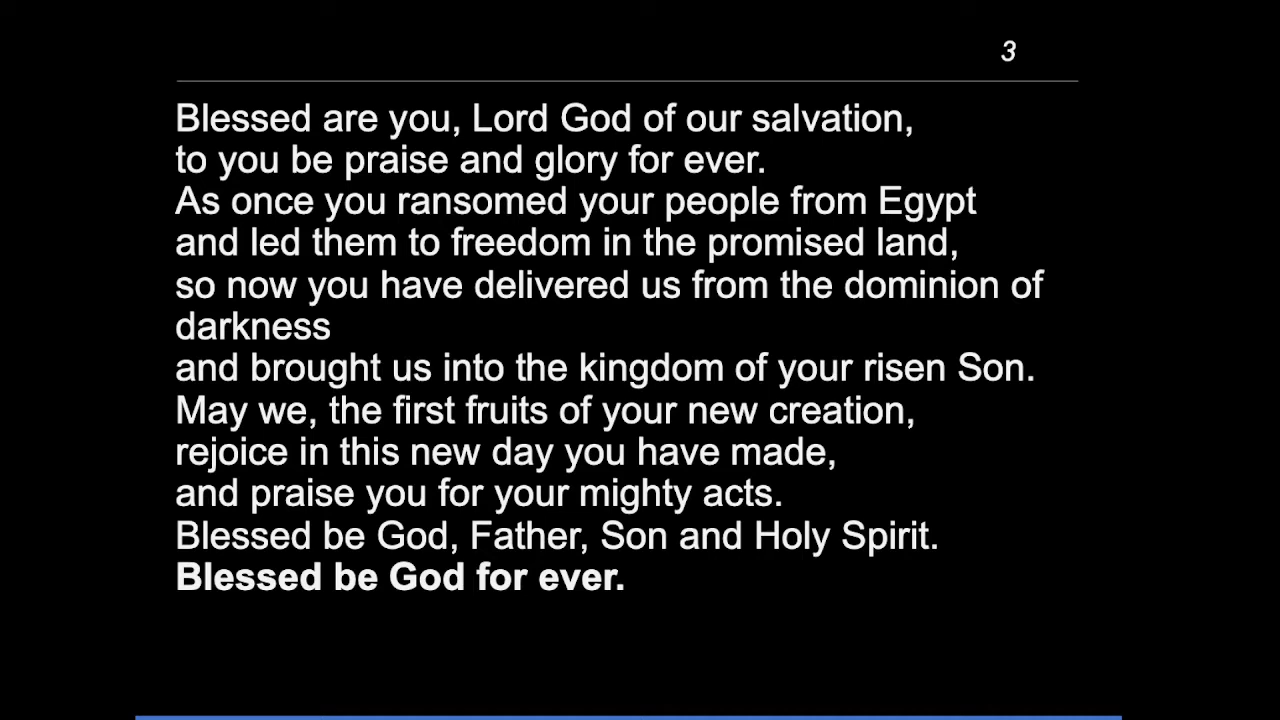 3
Blessed are you, Lord God of our salvation,
to you be praise and glory for ever.
As once you ransomed your people from Egypt
and led them to freedom in the promised land,
so now you have delivered us from the dominion of
darkness
and brought us into the kingdom of your risen Son.
May we, the first fruits of your new creation,
rejoice in this new day you have made,
and praise you for your mighty acts.
Blessed be God, Father, Son and Holy Spirit.
Blessed be God for ever.